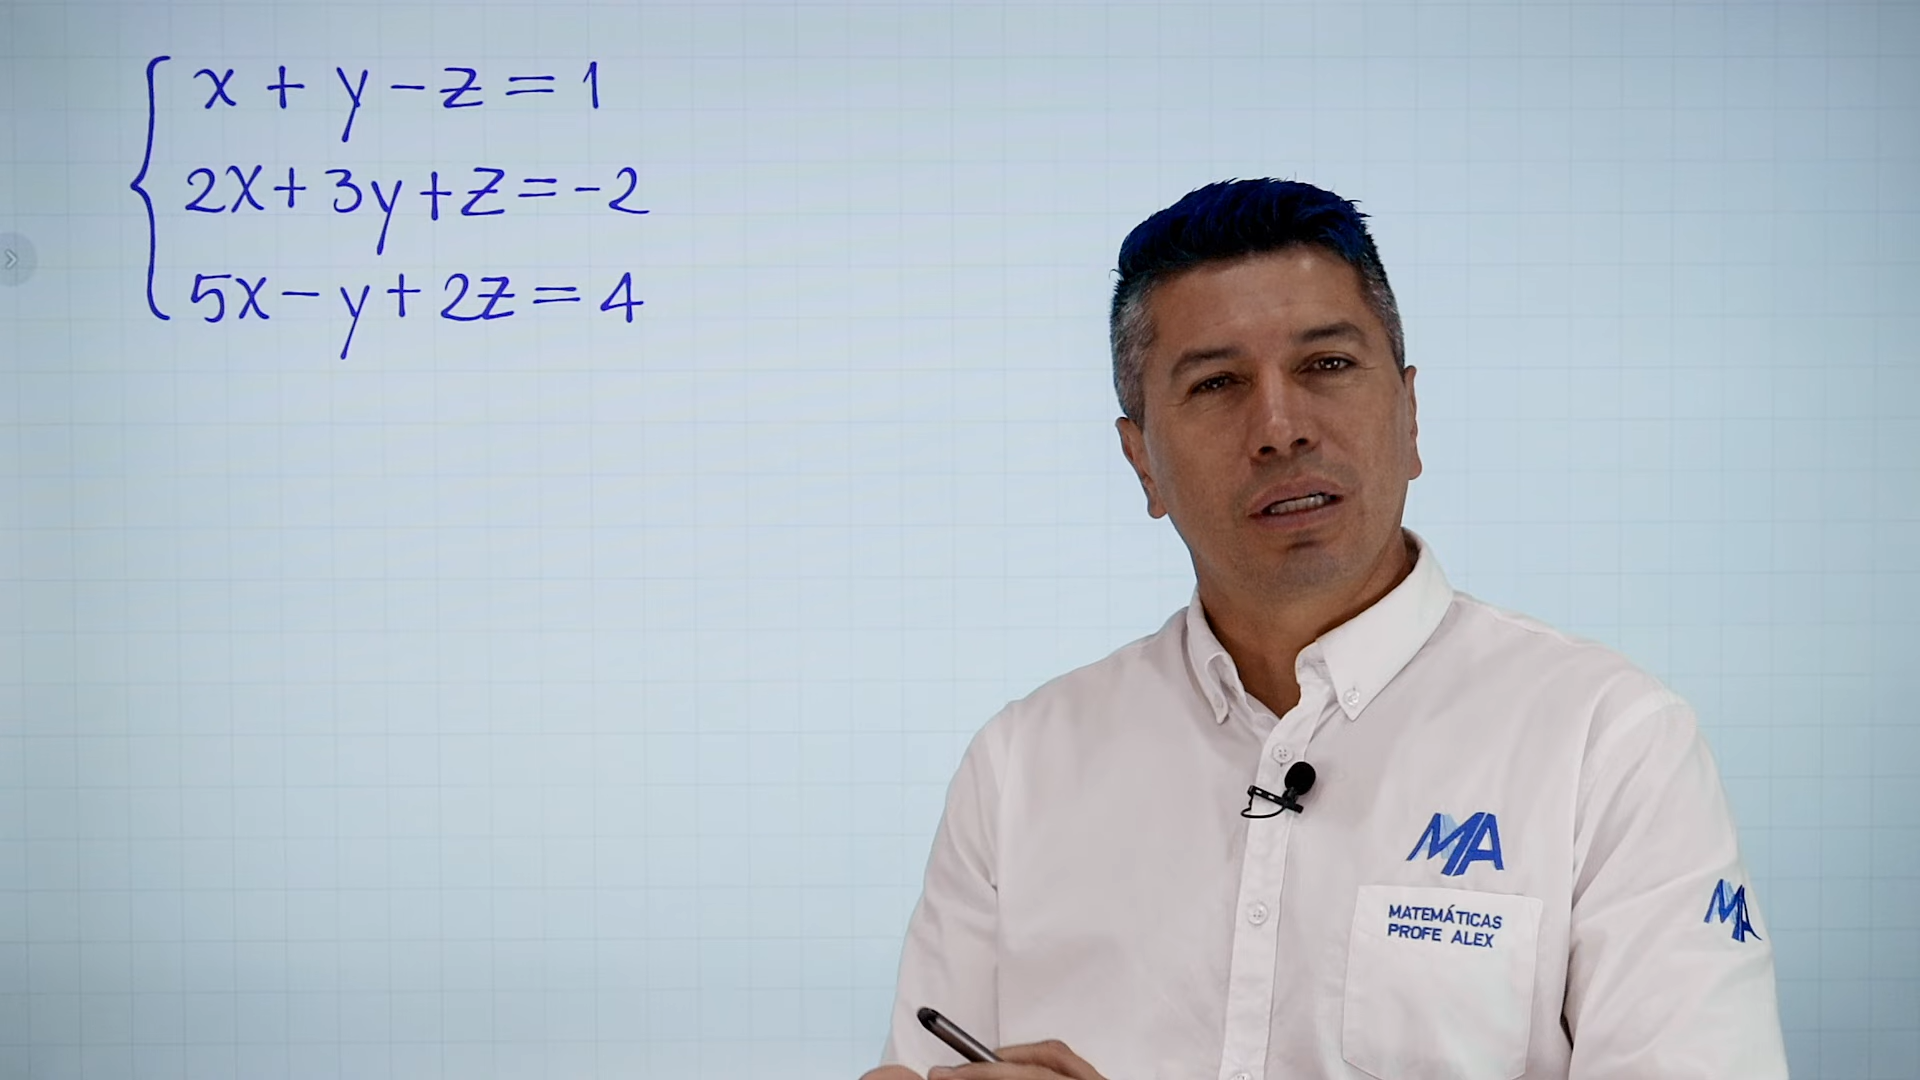 x + y - z = 1
2x + 3y + z = -2
5x - y + 2z = 4
MA
MATEMÁTICAS
PROFE ALEX
MA